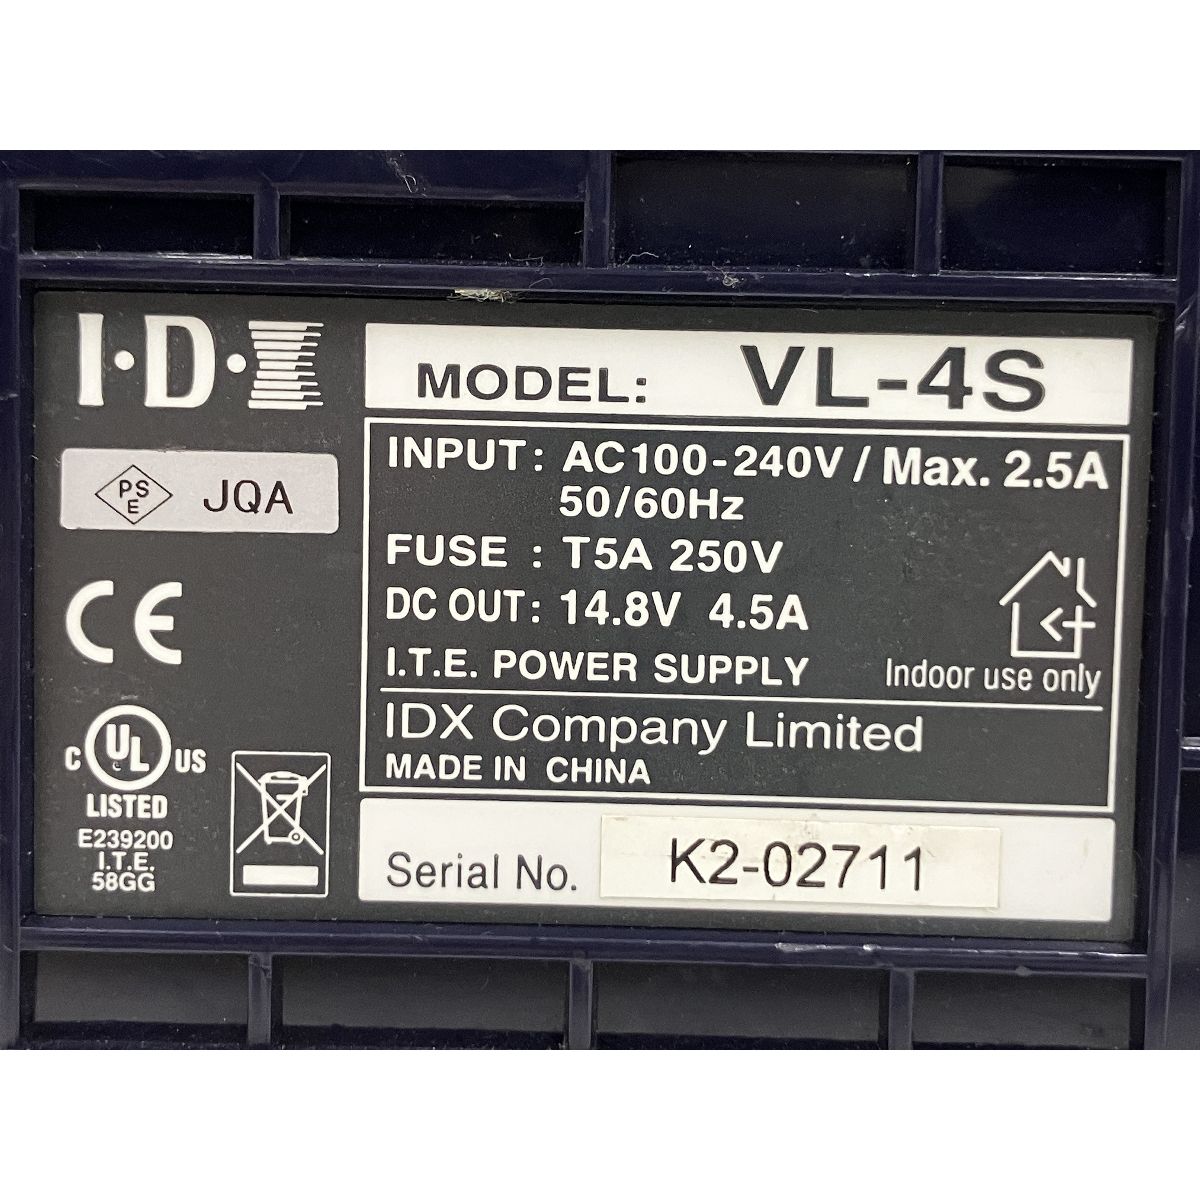 I·D·X
MODEL: VL-4S
PS
E
JQA
INPUT: AC100-240V / Max. 2.5A
50/60Hz
FUSE : T5A 250V
DC OUT: 14.8V 4.5A
I.T.E. POWER SUPPLY
Indoor use only
IDX Company Limited
MADE IN CHINA
CE
C UL US
LISTED
E239200
I.T.E.
58GG
Serial No. K2-02711